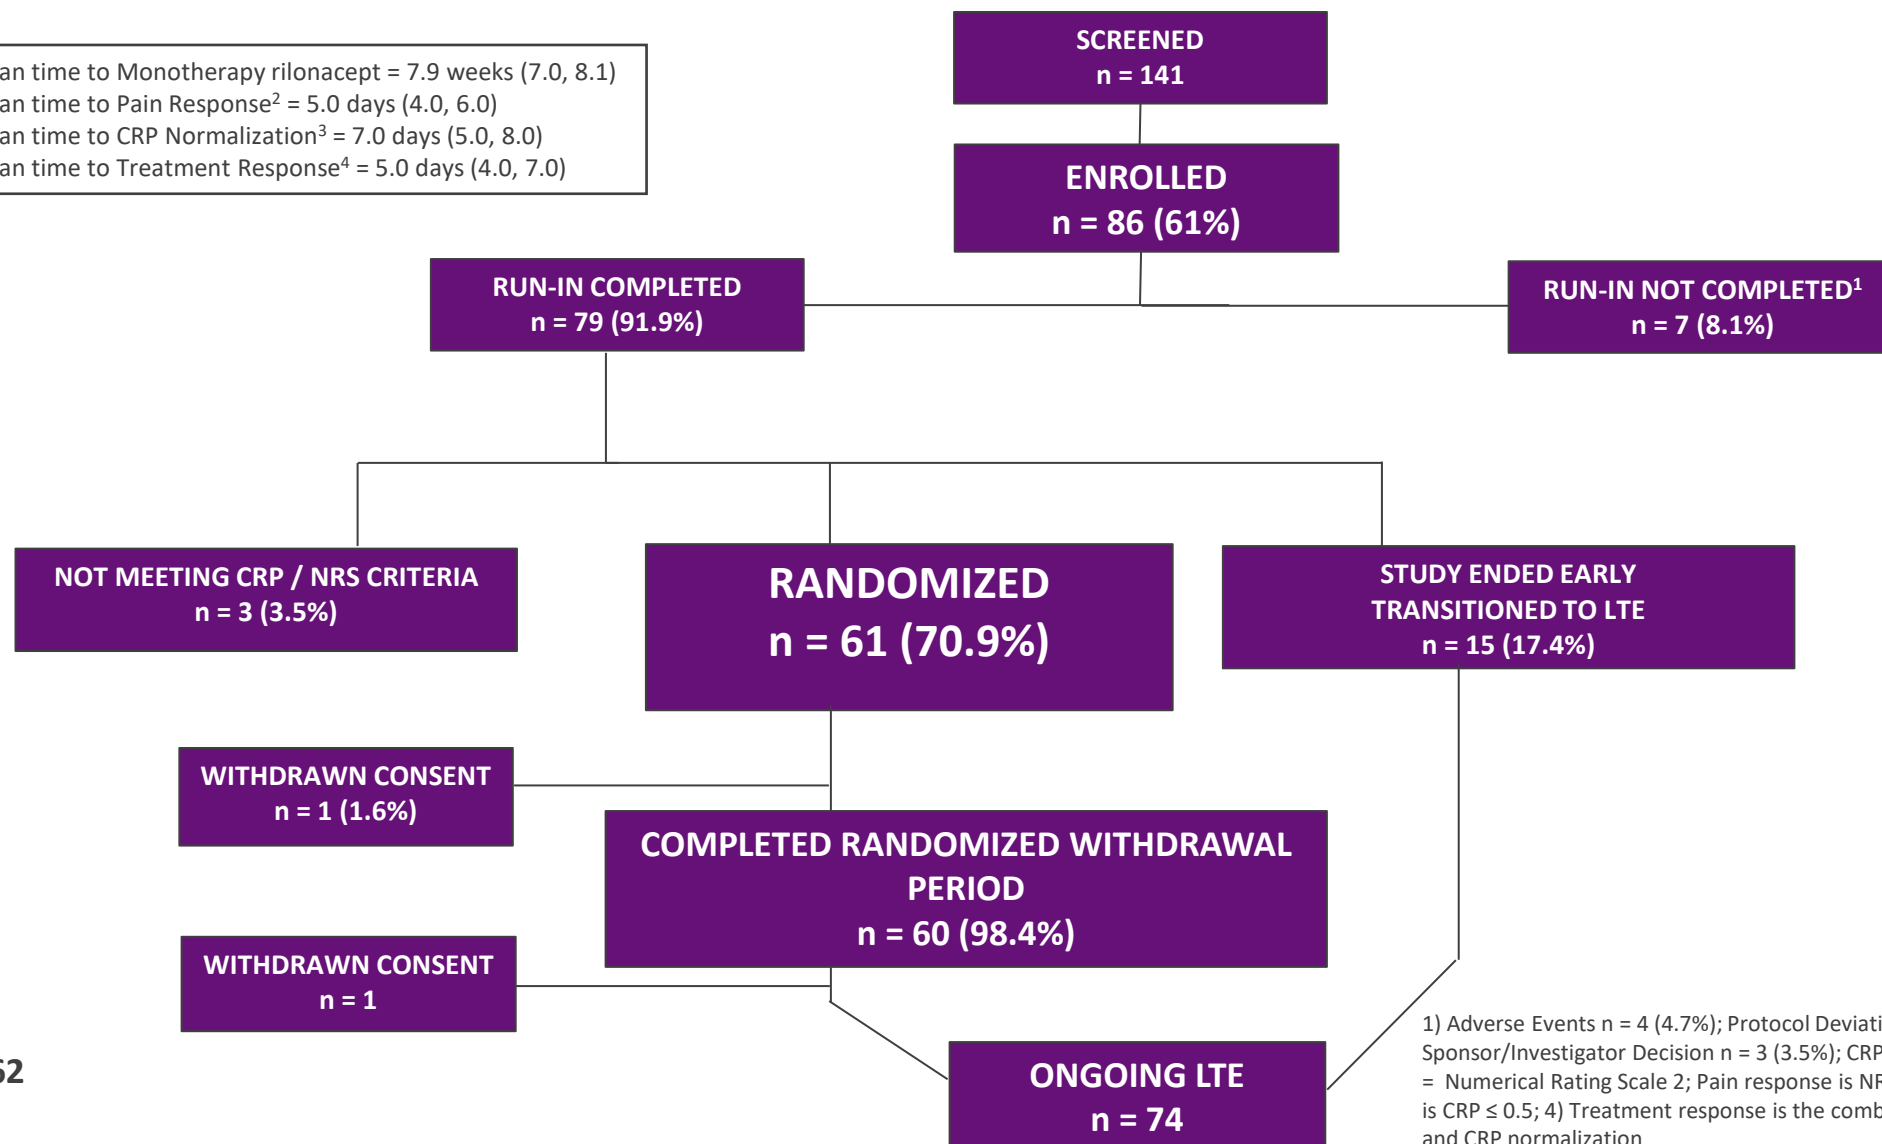 an time to Monotherapy rilonacept = 7.9 weeks (7.0, 8.1)
an time to Pain Response² = 5.0 days (4.0, 6.0)
an time to CRP Normalization³ = 7.0 days (5.0, 8.0)
an time to Treatment Response⁴ = 5.0 days (4.0, 7.0)
SCREENED
n = 141
ENROLLED
n = 86 (61%)
RUN-IN COMPLETED
n = 79 (91.9%)
RUN-IN NOT COMPLETED¹
n = 7 (8.1%)
NOT MEETING CRP / NRS CRITERIA
n = 3 (3.5%)
RANDOMIZED
n = 61 (70.9%)
STUDY ENDED EARLY
TRANSITIONED TO LTE
n = 15 (17.4%)
WITHDRAWN CONSENT
n = 1 (1.6%)
COMPLETED RANDOMIZED WITHDRAWAL
PERIOD
n = 60 (98.4%)
WITHDRAWN CONSENT
n = 1
ONGOING LTE
n = 74
62
1) Adverse Events n = 4 (4.7%); Protocol Deviati
Sponsor/Investigator Decision n = 3 (3.5%); CRP
= Numerical Rating Scale 2; Pain response is NR
is CRP ≤ 0.5; 4) Treatment response is the comb
and CRP normalization